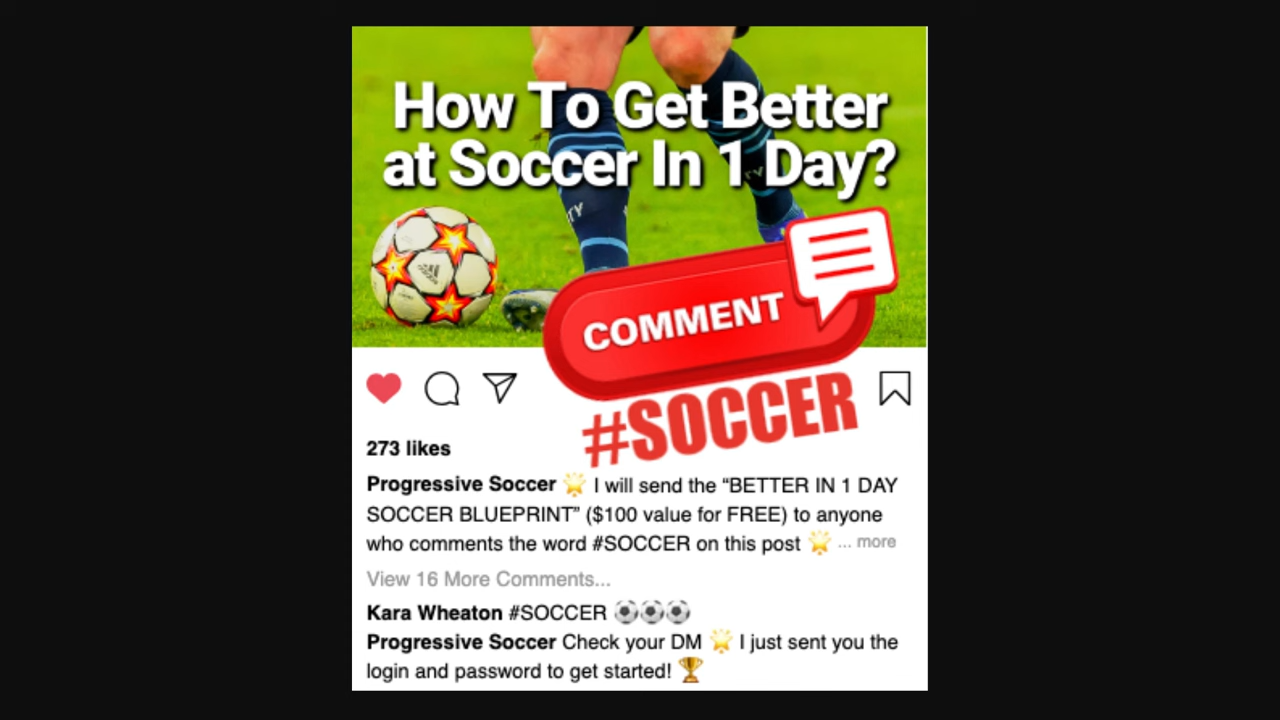 How To Get Better
at Soccer In 1 Day?
TY
COMMENT
#SOCCER
273 likes
Progressive Soccer 🌟 I will send the “BETTER IN 1 DAY
SOCCER BLUEPRINT” ($100 value for FREE) to anyone
who comments the word #SOCCER on this post 🌟 ... more
View 16 More Comments...
Kara Wheaton #SOCCER ⚽⚽⚽
Progressive Soccer Check your DM 🌟 I just sent you the
login and password to get started! 🏆